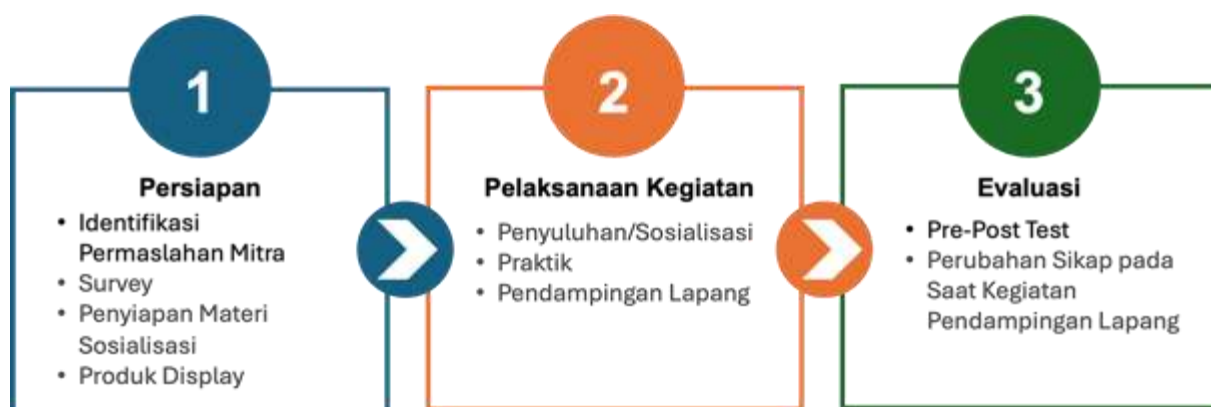 1
Persiapan
• Identifikasi
Permaslahan Mitra
• Survey
• Penyiapan Materi
Sosialisasi
• Produk Display
2
Pelaksanaan Kegiatan
• Penyuluhan/Sosialisasi
• Praktik
• Pendampingan Lapang
3
Evaluasi
• Pre-Post Test
• Perubahan Sikap pada
Saat Kegiatan
Pendampingan Lapang